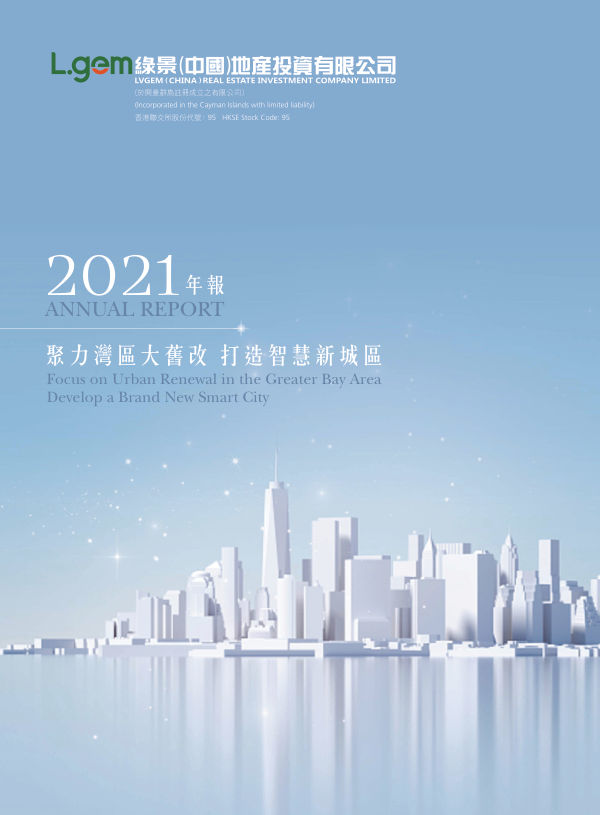 L.gem 綠景(中國)地產投資有限公司
LVGEM (CHINA) REAL ESTATE INVESTMENT COMPANY LIMITED
(於開曼群島註冊成立之有限公司)
(Incorporated in the Cayman Islands with limited liability)
香港聯交所股份代號: 95 HKSE Stock Code: 95
2021年報
ANNUAL REPORT
聚力灣區大舊改 打造智慧新城區
Focus on Urban Renewal in the Greater Bay Area
Develop a Brand New Smart City